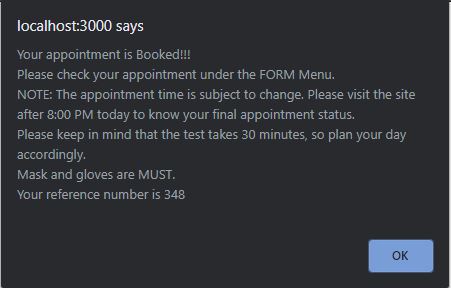 localhost:3000 says
Your appointment is Booked!!!
Please check your appointment under the FORM Menu.
NOTE: The appointment time is subject to change. Please visit the site
after 8:00 PM today to know your final appointment status.
Please keep in mind that the test takes 30 minutes, so plan your day
accordingly.
Mask and gloves are MUST.
Your reference number is 348
OK